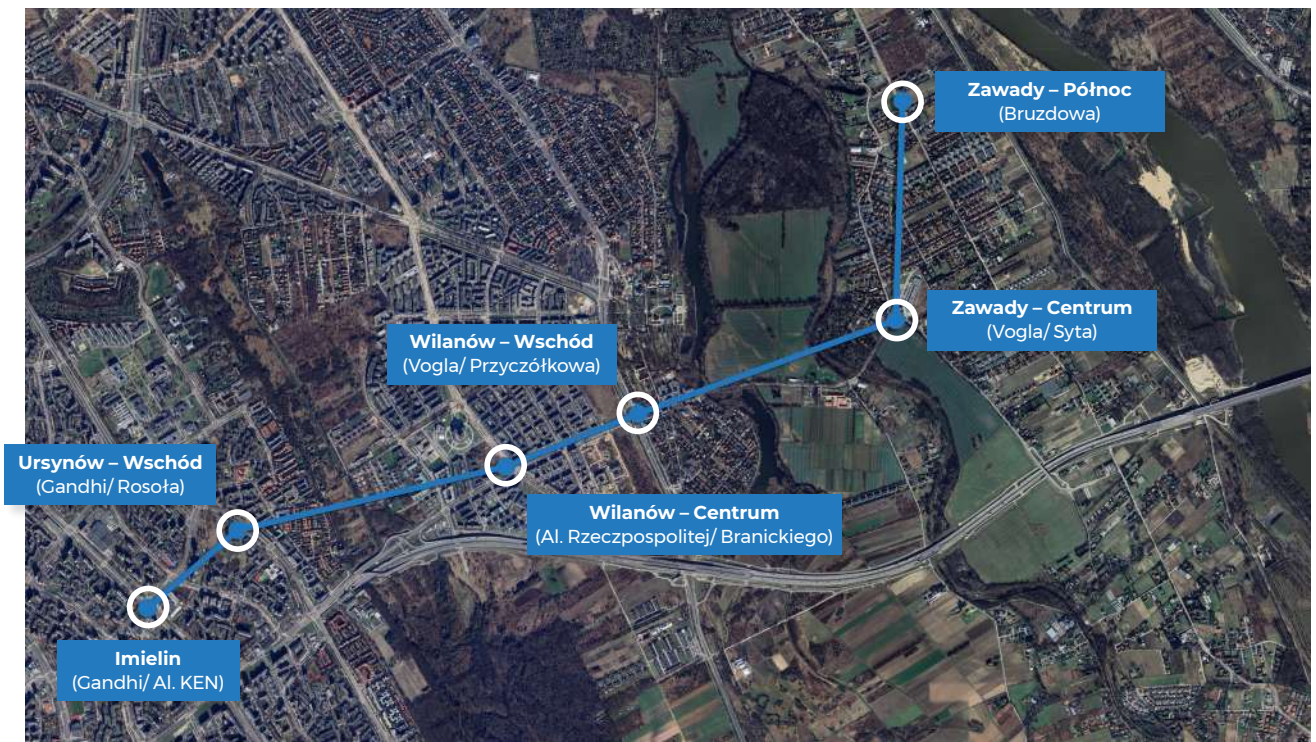 Zawady – Północ
(Bruzdowa)
Zawady – Centrum
(Vogla/ Syta)
Wilanów – Wschód
(Vogla/ Przyczółkowa)
Ursynów – Wschód
(Gandhi/ Rosoła)
Wilanów – Centrum
(Al. Rzeczpospolitej/ Branickiego)
Imielin
(Gandhi/ Al. KEN)